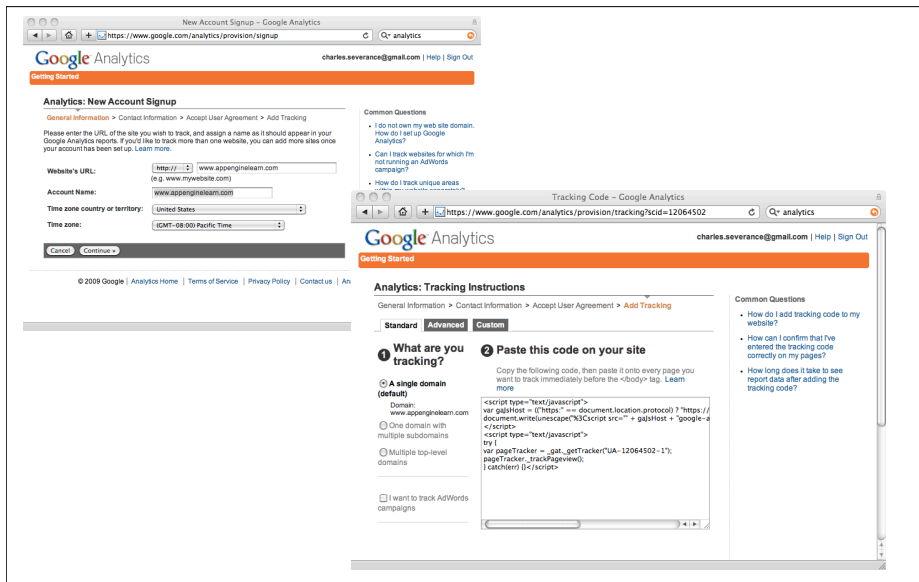 New Account Signup – Google Analytics
https://www.google.com/analytics/provision/signup
analytics
Google Analytics
charles.severance@gmail.com | Help | Sign Out
Getting Started
Analytics: New Account Signup
General Information > Contact Information > Accept User Agreement > Add Tracking
Please enter the URL of the site you wish to track, and assign a name as it should appear in your
Google Analytics reports. If you'd like to track more than one website, you can add more sites once
your account has been set up. Learn more.
Website's URL:
http://
www.appenginelearn.com
(e.g. www.mywebsite.com)
Account Name:
www.appenginelearn.com
Time zone country or territory:
United States
Time zone:
(GMT-08:00) Pacific Time
Cancel
Continue »
© 2009 Google | Analytics Home | Terms of Service | Privacy Policy | Contact us | An
Common Questions
• I do not own my web site domain.
How do I set up Google
Analytics?
• Can I track websites for which I'm
not running an AdWords
campaign?
• How do I track unique areas
Tracking Code – Google Analytics
https://www.google.com/analytics/provision/tracking?scid=12064502
analytics
Google Analytics
charles.severance@gmail.com | Help | Sign Out
Getting Started
Analytics: Tracking Instructions
General Information > Contact Information > Accept User Agreement > Add Tracking
Standard
Advanced
Custom
1 What are you
tracking?
A single domain
(default)
Domain:
www.appenginelearn.com
One domain with
multiple subdomains
Multiple top-level
domains
I want to track AdWords
campaigns
2 Paste this code on your site
Copy the following code, then paste it onto every page you
want to track immediately before the </body> tag. Learn
more
<script type="text/javascript">
var gaJsHost = (("https:" == document.location.protocol) ? "https://
document.write(unescape("%3Cscript src='" + gaJsHost + "google-a
</script>
<script type="text/javascript">
try {
var pageTracker = _gat._getTracker("UA-12064502-1");
pageTracker._trackPageview();
} catch(err) {}</script>
Common Questions
• How do I add tracking code to my
website?
• How can I confirm that I've
entered the tracking code
correctly on my pages?
• How long does it take to see
report data after adding the
tracking code?